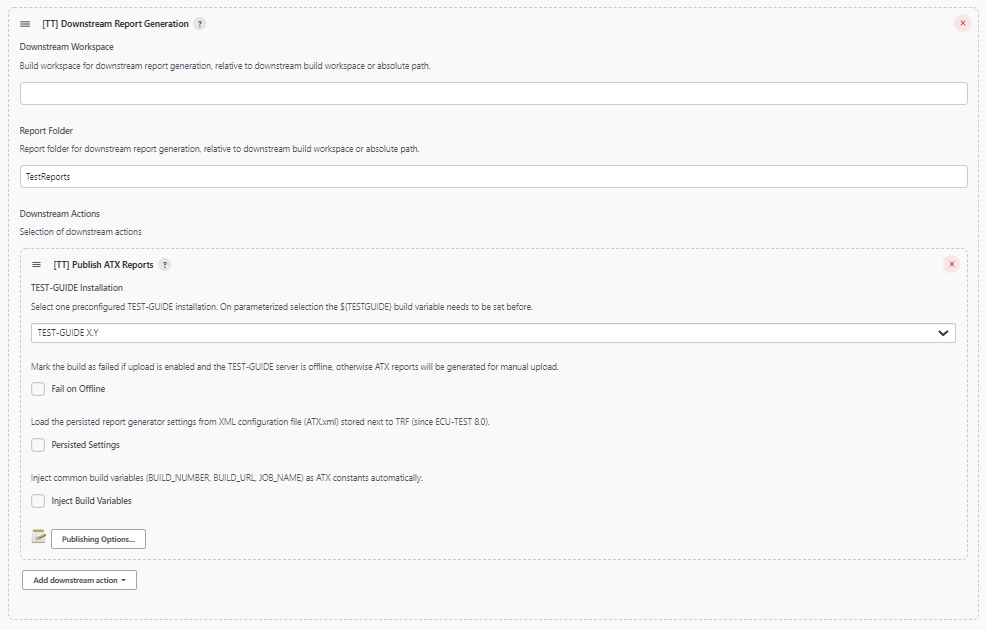 [TT] Downstream Report Generation ?
Downstream Workspace
Build workspace for downstream report generation, relative to downstream build workspace or absolute path.
Report Folder
Report folder for downstream report generation, relative to downstream build workspace or absolute path.
TestReports
Downstream Actions
Selection of downstream actions
[TT] Publish ATX Reports ?
TEST-GUIDE Installation
Select one preconfigured TEST-GUIDE installation. On parameterized selection the ${TESTGUIDE} build variable needs to be set before.
TEST-GUIDE X.Y
Mark the build as failed if upload is enabled and the TEST-GUIDE server is offline, otherwise ATX reports will be generated for manual upload.
Fail on Offline
Load the persisted report generator settings from XML configuration file (ATX.xml) stored next to TRF (since ECU-TEST 8.0).
Persisted Settings
Inject common build variables (BUILD_NUMBER, BUILD_URL, JOB_NAME) as ATX constants automatically.
Inject Build Variables
Publishing Options...
Add downstream action